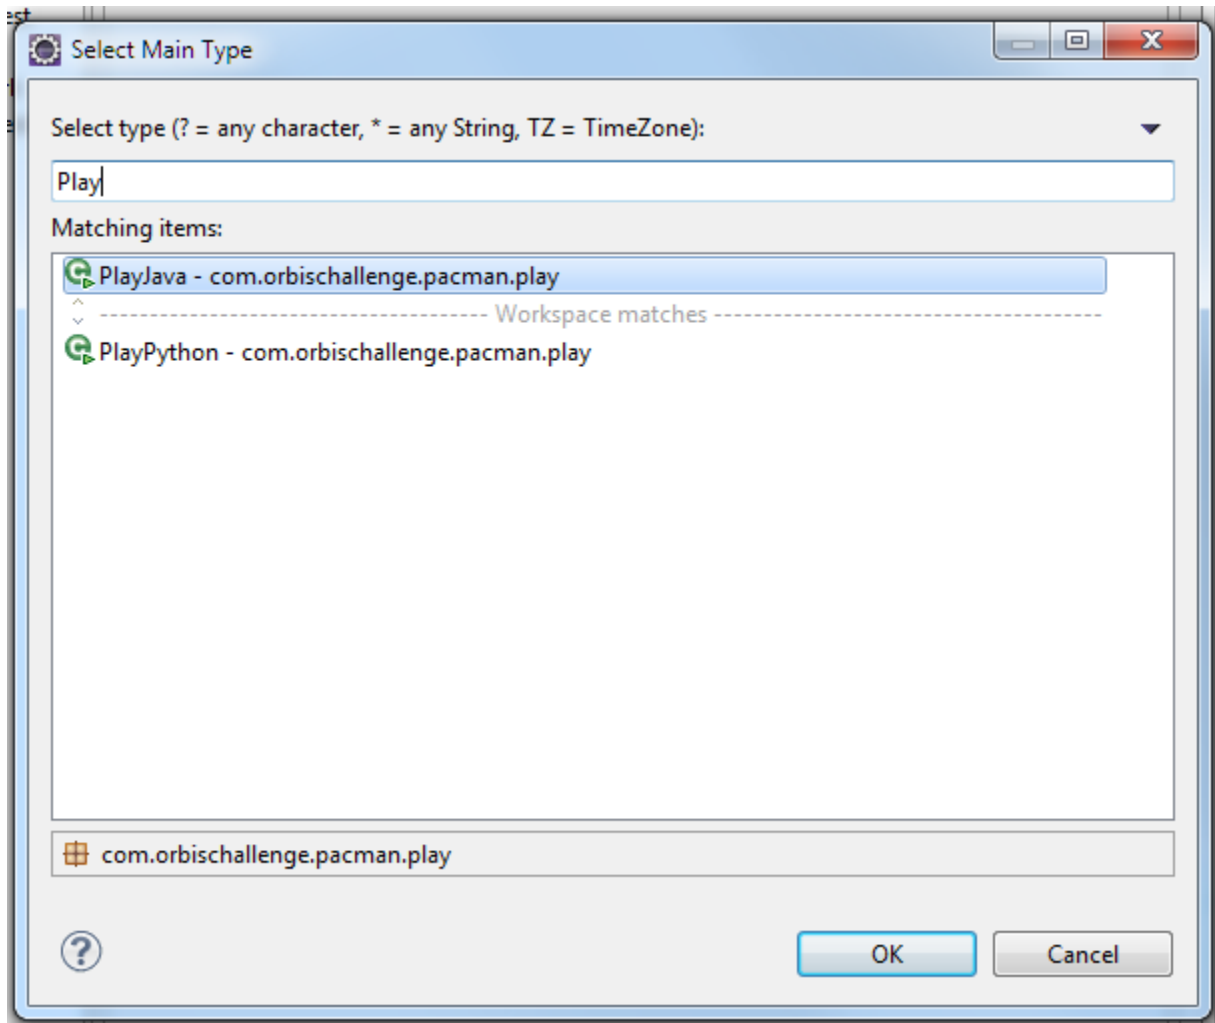 est
Select Main Type
Select type (? = any character, * = any String, TZ = TimeZone):
Play
Matching items:
PlayJava - com.orbischallenge.pacman.play
Workspace matches
PlayPython - com.orbischallenge.pacman.play
com.orbischallenge.pacman.play
OK
Cancel